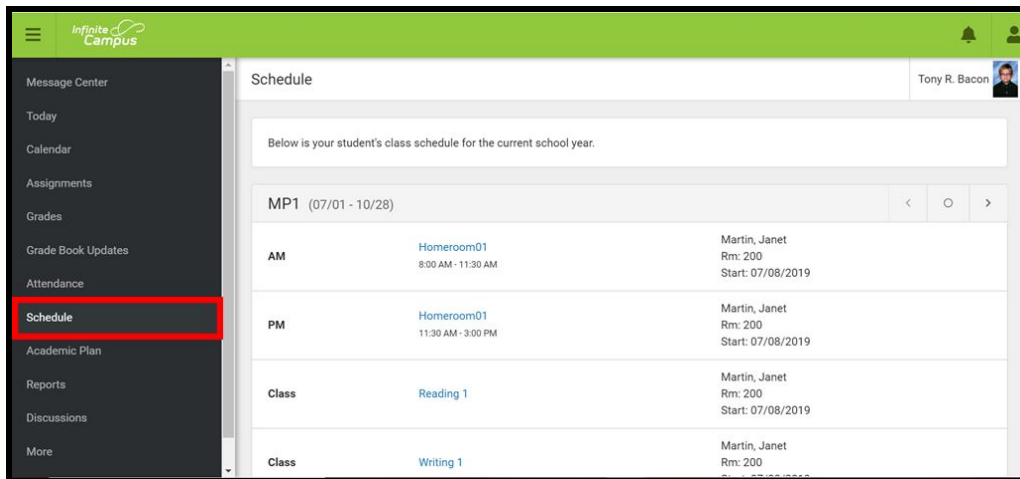 Infinite
Campus
Message Center
Today
Calendar
Assignments
Grades
Grade Book Updates
Attendance
Schedule
Academic Plan
Reports
Discussions
More
Schedule
Tony R. Bacon
Below is your student's class schedule for the current school year.
MP1 (07/01 - 10/28)
AM
Homeroom01
8:00 AM - 11:30 AM
Martin, Janet
Rm: 200
Start: 07/08/2019
PM
Homeroom01
11:30 AM - 3:00 PM
Martin, Janet
Rm: 200
Start: 07/08/2019
Class
Reading 1
Martin, Janet
Rm: 200
Start: 07/08/2019
Class
Writing 1
Martin, Janet
Rm: 200